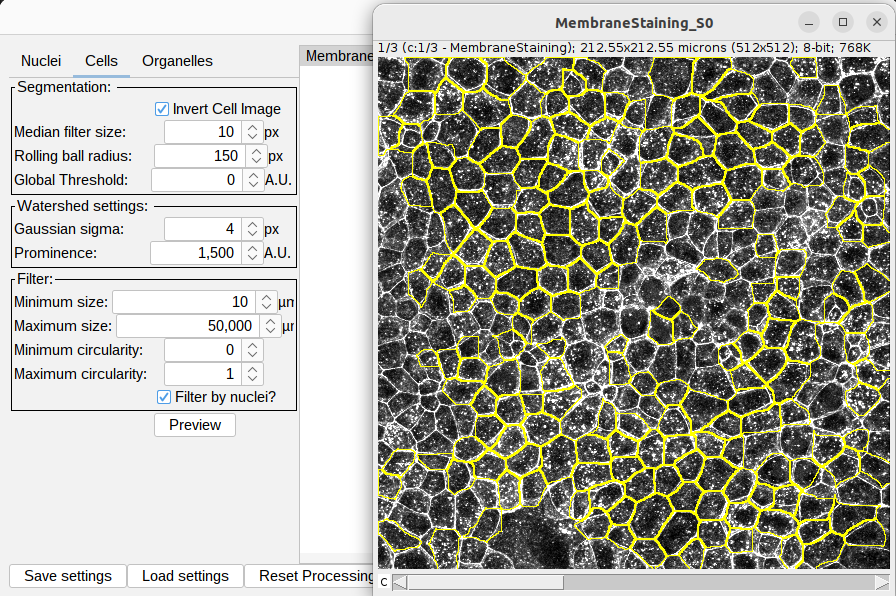 MembraneStaining_S0
1/3 (c:1/3 - MembraneStaining); 212.55x212.55 microns (512x512); 8-bit; 768K
Nuclei Cells Organelles
Membrane
Segmentation:
Invert Cell Image
Median filter size: 10 px
Rolling ball radius: 150 px
Global Threshold: 0 A.U.
Watershed settings:
Gaussian sigma: 4 px
Prominence: 1,500 A.U.
Filter:
Minimum size: 10 µm
Maximum size: 50,000 µm
Minimum circularity: 0
Maximum circularity: 1
Filter by nuclei?
Preview
Save settings Load settings Reset Processing
C